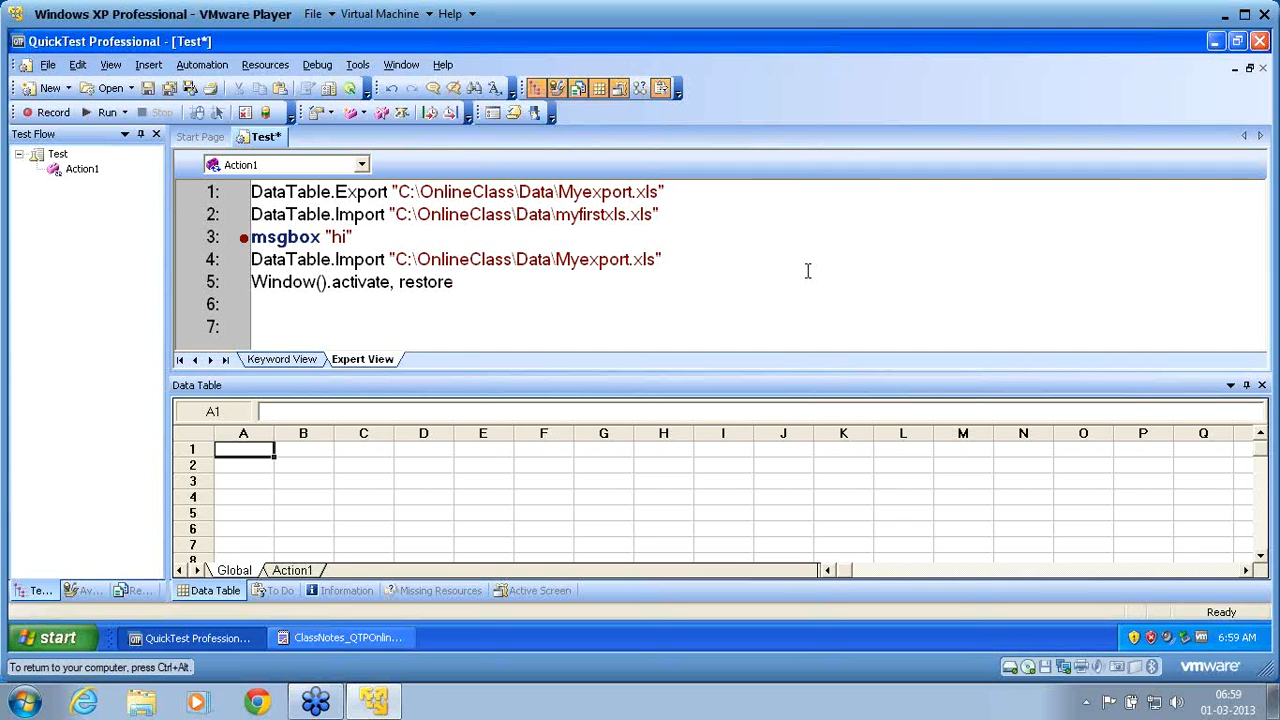 Windows XP Professional - VMware Player File Virtual Machine Help
QuickTest Professional - [Test*]
File Edit View Insert Automation Resources Debug Tools Window Help
New Open
Record Run Stop
Test Flow
Start Page Test*
Test
Action1
Action1
1: DataTable.Export "C:\OnlineClass\Data\Myexport.xls"
2: DataTable.Import "C:\OnlineClass\Data\myfirstxls.xls"
3: msgbox "hi"
4: DataTable.Import "C:\OnlineClass\Data\Myexport.xls"
5: Window().activate, restore
6:
7:
Keyword View Expert View
Data Table
A1
A B C D E F G H I J K L M N O P Q
1
2
3
4
5
6
7
8
Global Action1
Te... Av... Re... Data Table To Do Information Missing Resources Active Screen
Ready
start QuickTest Profession... ClassNotes_QTPOnlin... 6:59 AM
To return to your computer, press Ctrl+Alt. vmware
06:59
01-03-2013